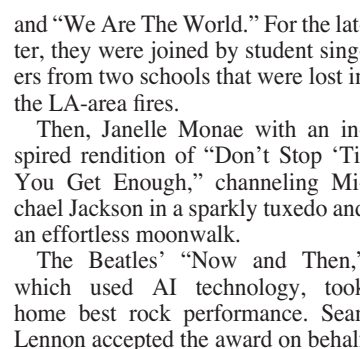 and “We Are The World.” For the lat-
ter, they were joined by student sing-
ers from two schools that were lost in
the LA-area fires.
Then, Janelle Monae with an in-
spired rendition of “Don’t Stop ‘Ti
You Get Enough,” channeling Mi-
chael Jackson in a sparkly tuxedo and
an effortless moonwalk.
The Beatles’ “Now and Then,”
which used AI technology, took
home best rock performance. Sean
Lennon accepted the award on behalf